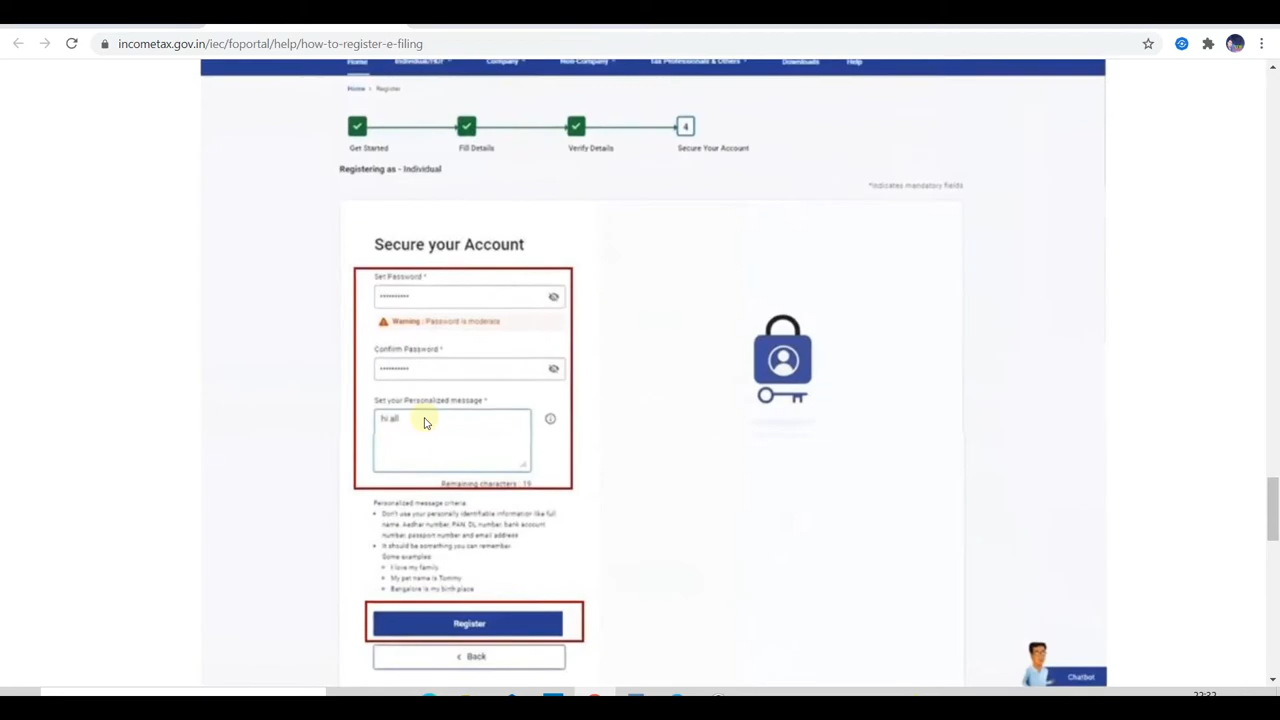 incometax.gov.in/iec/foportal/help/how-to-register-e-filing
Home Individual/HUF Company Non-Company Tax Professionals & Others Downloads Help
Home > Register
4
Get Started Fill Details Verify Details Secure Your Account
Registering as - Individual
*Indicates mandatory fields
Secure your Account
Set Password *
Warning : Password is moderate
Confirm Password *
Set your Personalized message *
hi all
Remaining characters : 19
Personalized message criteria
• Don't use your personally identifiable information like full
name, Aadhar number, PAN, DL number, bank account
number, passport number and email address
• It should be something you can remember
Some examples
• I love my family
• My pet name is Tommy
• Bangalore is my birth place
Register
< Back
Chatbot